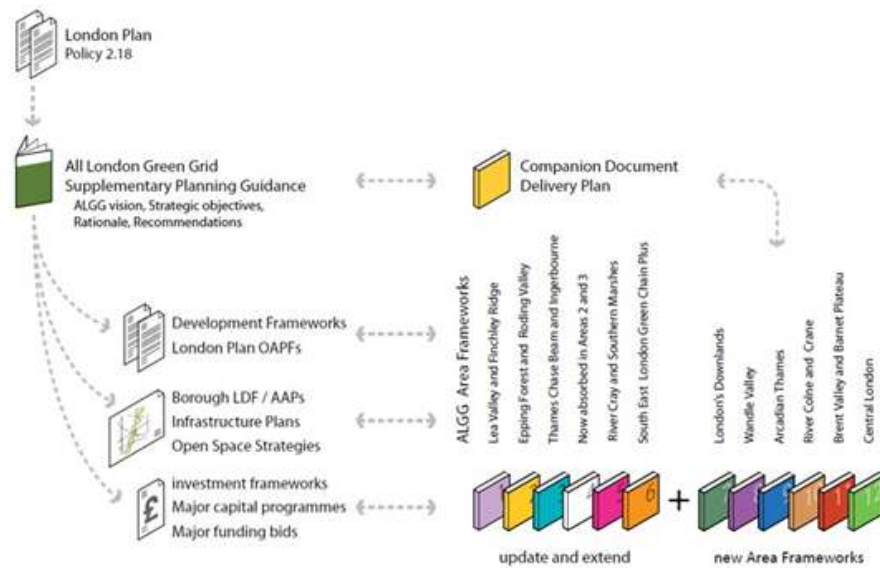 London Plan
Policy 2.18
All London Green Grid
Supplementary Planning Guidance
ALGG vision, Strategic objectives,
Rationale, Recommendations
Companion Document
Delivery Plan
Development Frameworks
London Plan OAPFs
Borough LDF / AAPs
Infrastructure Plans
Open Space Strategies
investment frameworks
Major capital programmes
Major funding bids
£
ALGG Area Frameworks
Lea Valley and Finchley Ridge
Epping Forest and Roding Valley
Thames Chase Beam and Ingerbourne
Now absorbed in Areas 2 and 3
River Cray and Southern Marshes
South East London Green Chain Plus
London's Downlands
Wandle Valley
Arcadian Thames
River Colne and Crane
Brent Valley and Barnet Plateau
Central London
6
+
12
update and extend
new Area Frameworks